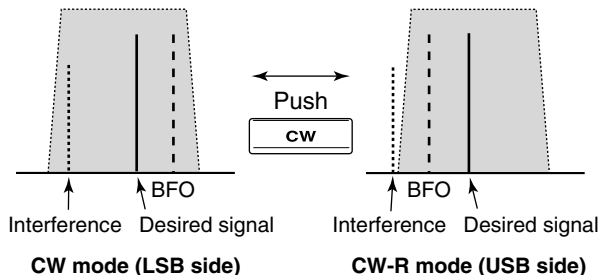 Push
CW
BFO
Interference Desired signal
CW mode (LSB side)
BFO
Interference Desired signal
CW-R mode (USB side)